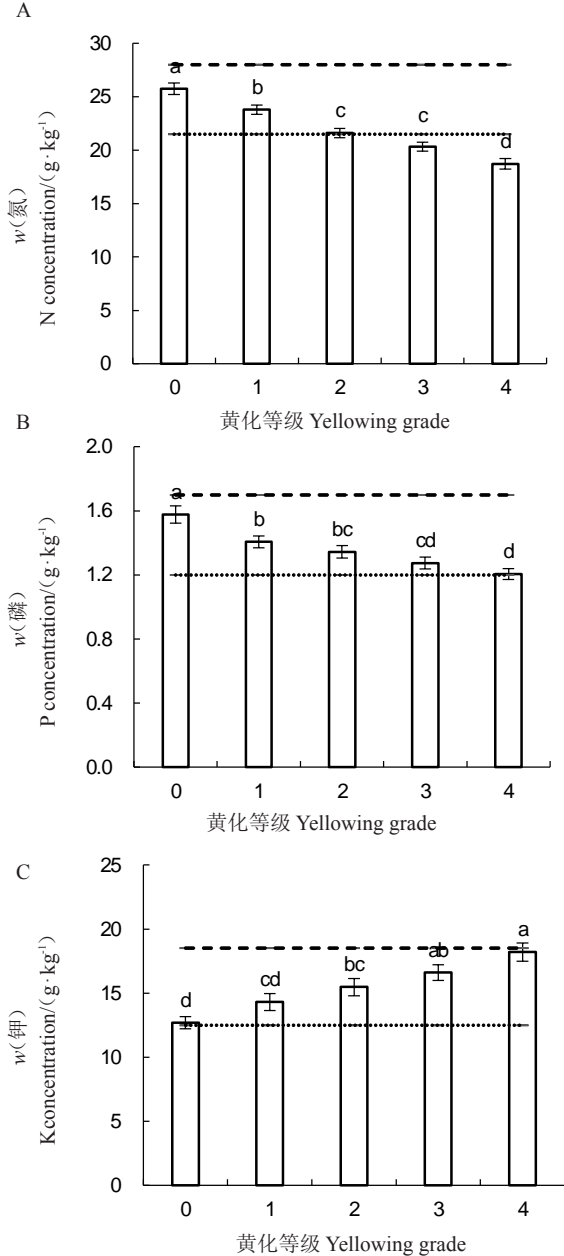 A
30
25
20
15
10
5
0
a
b
c
c
d
0 1 2 3 4
w(氮)
N concentration/(g·kg⁻¹)
黄化等级 Yellowing grade
B
2.0
1.6
1.2
0.8
0.4
0.0
a
b
bc
cd
d
0 1 2 3 4
w(磷)
P concentration/(g·kg⁻¹)
黄化等级 Yellowing grade
C
25
20
15
10
5
0
d
cd
bc
ab
a
0 1 2 3 4
w(钾)
Kconcentration/(g·kg⁻¹)
黄化等级 Yellowing grade